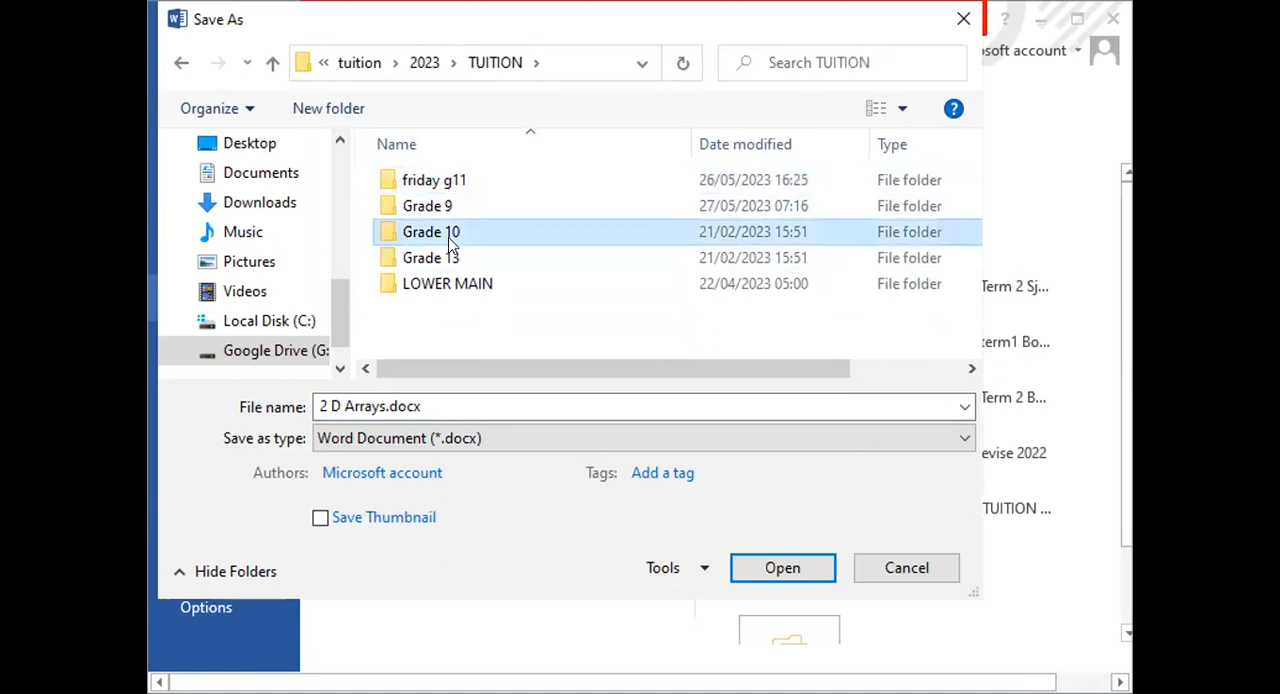 Save As
?
soft account
« tuition › 2023 › TUITION ›
Search TUITION
Organize
New folder
?
Desktop
Documents
Downloads
Music
Pictures
Videos
Local Disk (C:)
Google Drive (G:
Name
Date modified
Type
friday g11
26/05/2023 16:25
File folder
Grade 9
27/05/2023 07:16
File folder
Grade 10
21/02/2023 15:51
File folder
Grade 13
21/02/2023 15:51
File folder
LOWER MAIN
22/04/2023 05:00
File folder
Term 2 Sj...
term1 Bo...
Term 2 B...
evise 2022
TUITION ...
File name: 2 D Arrays.docx
Save as type: Word Document (*.docx)
Authors: Microsoft account
Tags: Add a tag
Save Thumbnail
Hide Folders
Tools
Open
Cancel
Options